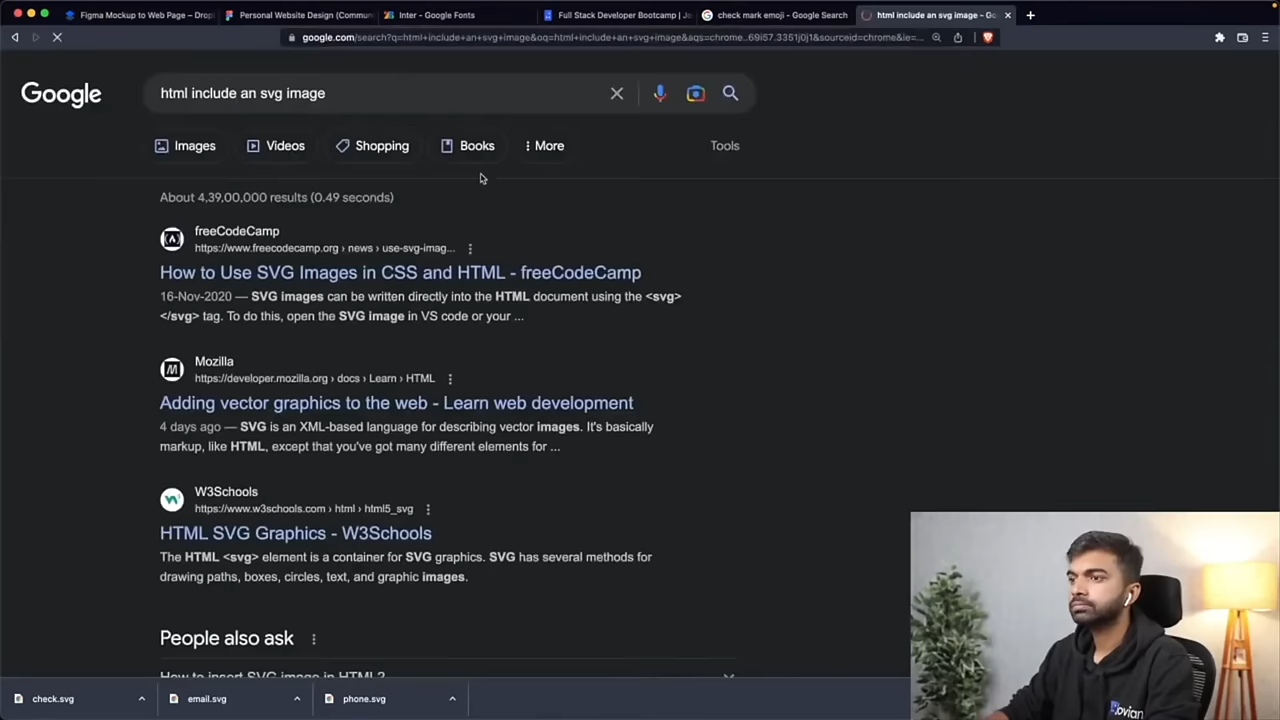 Figma Mockup to Web Page – Drop
Personal Website Design (Commun
Inter - Google Fonts
Full Stack Developer Bootcamp | Jo
check mark emoji - Google Search
html include an svg image - Go
google.com/search?q=html+include+an+svg+image&oq=html+include+an+svg+image&aqs=chrome..69i57.3351j0j1&sourceid=chrome&ie=...
Google
html include an svg image
Images
Videos
Shopping
Books
More
Tools
About 4,39,00,000 results (0.49 seconds)
freeCodeCamp
https://www.freecodecamp.org › news › use-svg-imag...
How to Use SVG Images in CSS and HTML - freeCodeCamp
16-Nov-2020 — SVG images can be written directly into the HTML document using the <svg>
</svg> tag. To do this, open the SVG image in VS code or your ...
Mozilla
https://developer.mozilla.org › docs › Learn › HTML
Adding vector graphics to the web - Learn web development
4 days ago — SVG is an XML-based language for describing vector images. It's basically
markup, like HTML, except that you've got many different elements for ...
W3Schools
https://www.w3schools.com › html › html5_svg
HTML SVG Graphics - W3Schools
The HTML <svg> element is a container for SVG graphics. SVG has several methods for
drawing paths, boxes, circles, text, and graphic images.
People also ask
How to insert SVG image in HTML?
check.svg
email.svg
phone.svg